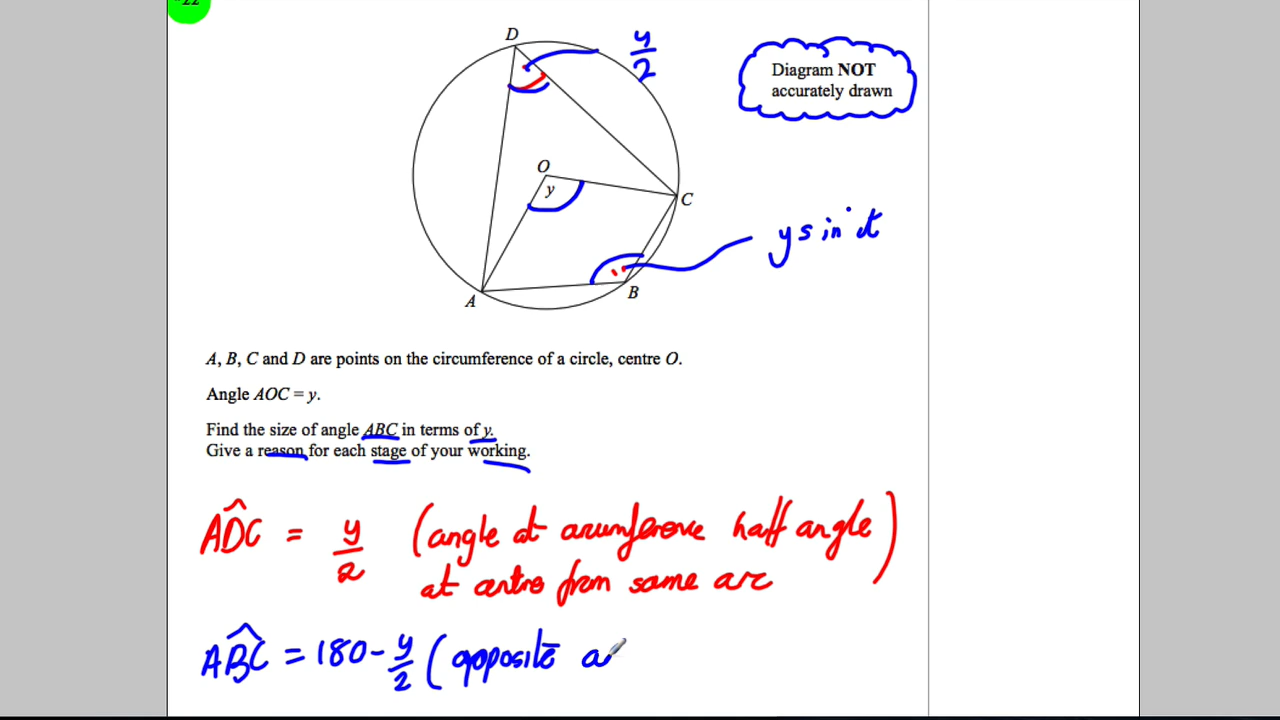 22
D
y/2
Diagram NOT
accurately drawn
O
y
C
y s in it
A
B
A, B, C and D are points on the circumference of a circle, centre O.
Angle AOC = y.
Find the size of angle ABC in terms of y.
Give a reason for each stage of your working.
ADC = y/2 (angle at circumference half angle)
at centre from same arc
ABC = 180 - y/2 (opposite a